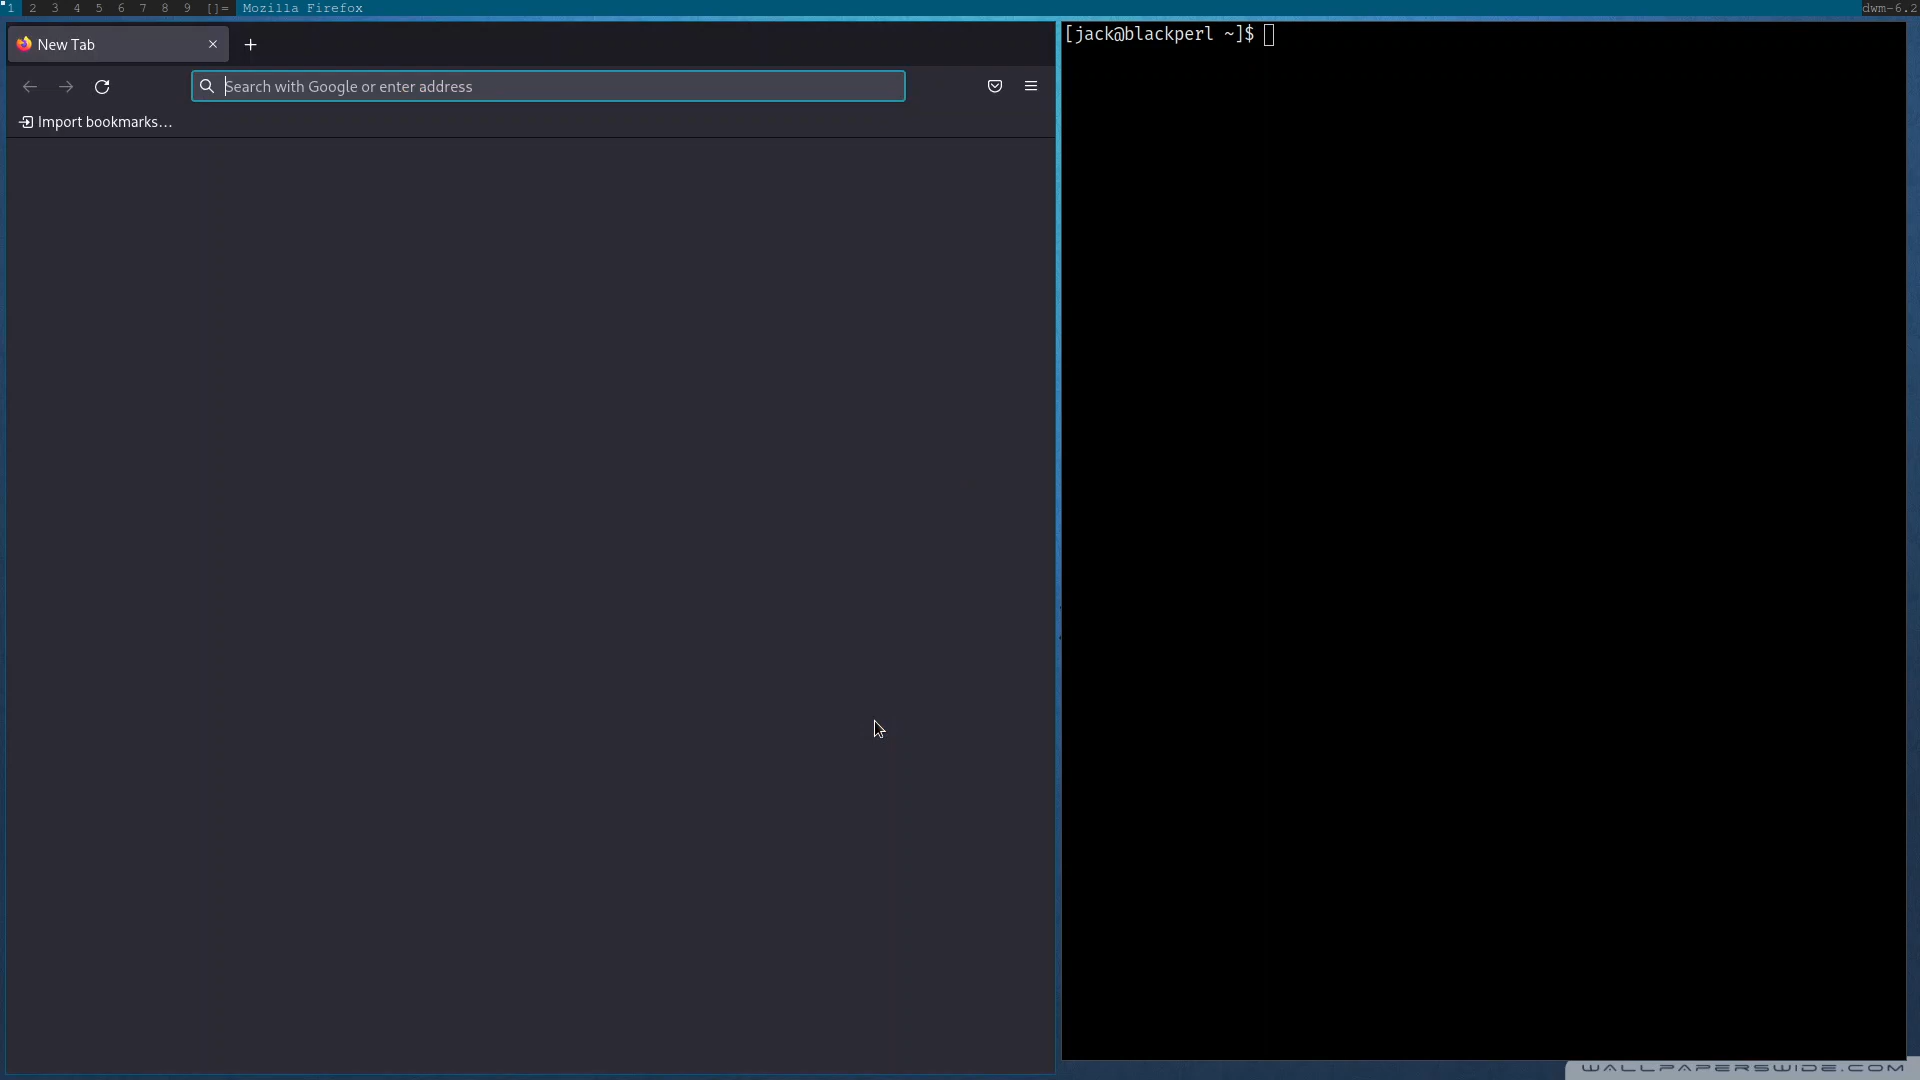 1 2 3 4 5 6 7 8 9 []= Mozilla Firefox dwm-6.2
New Tab
Search with Google or enter address
Import bookmarks...
[jack@blackperl ~]$
WALLPAPERSWIDE.COM